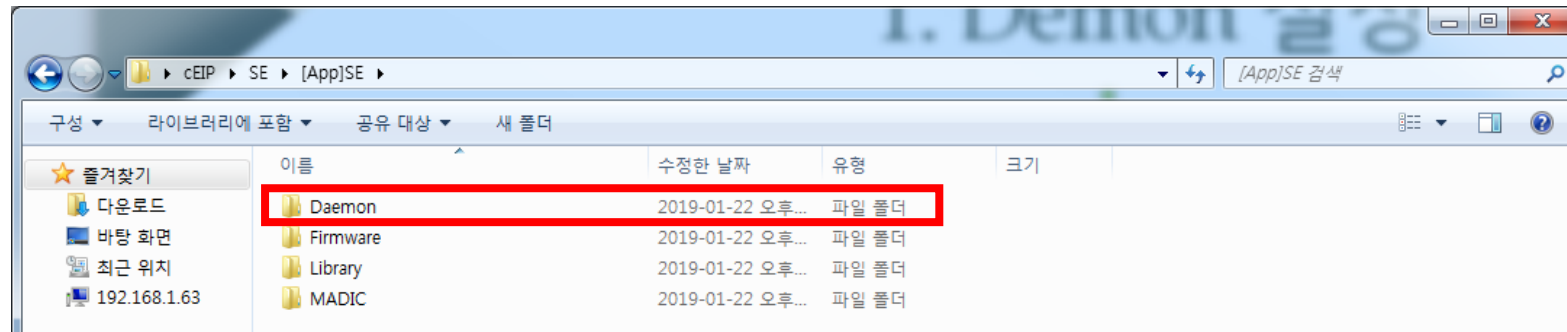 1. Demon 설정
cEIP ▸ SE ▸ [App]SE ▸
[App]SE 검색
구성 ▼ 라이브러리에 포함 ▼ 공유 대상 ▼ 새 폴더
즐겨찾기
다운로드
바탕 화면
최근 위치
192.168.1.63
이름 수정한 날짜 유형 크기
Daemon 2019-01-22 오후... 파일 폴더
Firmware 2019-01-22 오후... 파일 폴더
Library 2019-01-22 오후... 파일 폴더
MADIC 2019-01-22 오후... 파일 폴더